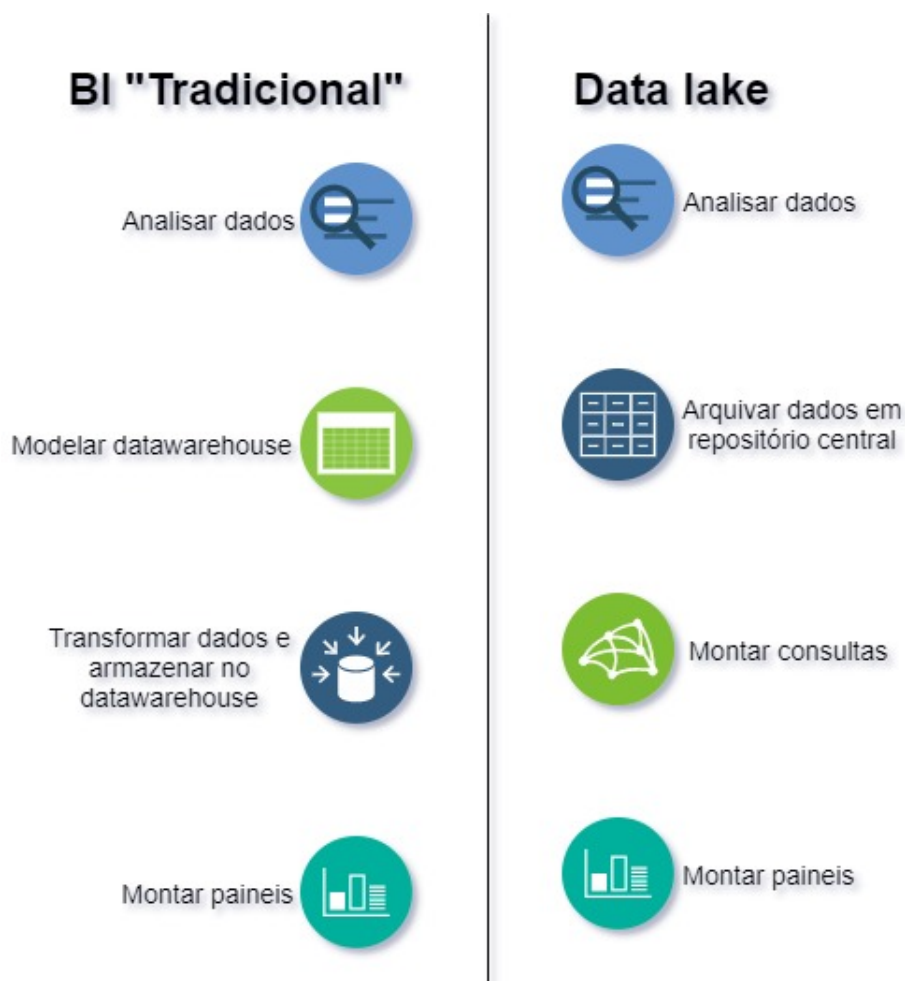 BI "Tradicional"
Analisar dados
Modelar datawarehouse
Transformar dados e
armazenar no
datawarehouse
Montar paineis
Data lake
Analisar dados
Arquivar dados em
repositório central
Montar consultas
Montar paineis